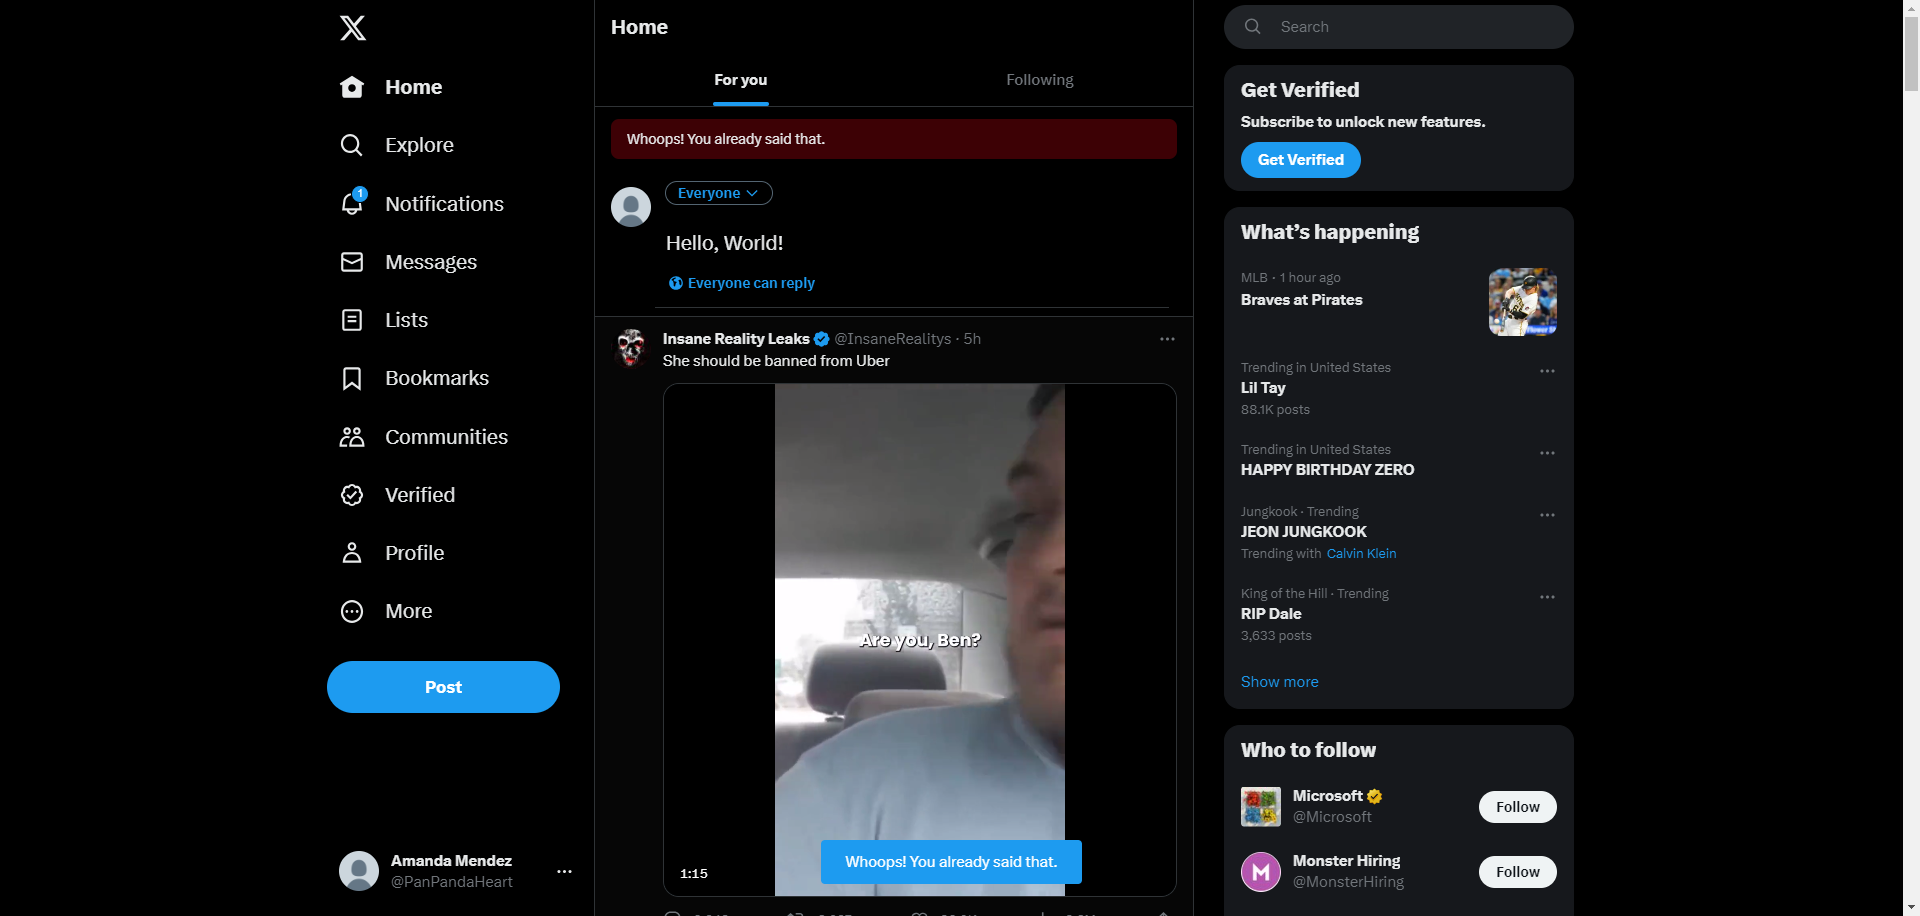 Home
Explore
1
Notifications
Messages
Lists
Bookmarks
Communities
Verified
Profile
More
Post
Amanda Mendez
@PanPandaHeart
Home
For you
Following
Whoops! You already said that.
Everyone
Hello, World!
Everyone can reply
Insane Reality Leaks @InsaneRealitys · 5h
She should be banned from Uber
Are you, Ben?
1:15
Whoops! You already said that.
Search
Get Verified
Subscribe to unlock new features.
Get Verified
What's happening
MLB · 1 hour ago
Braves at Pirates
Trending in United States
Lil Tay
88.1K posts
Trending in United States
HAPPY BIRTHDAY ZERO
Jungkook · Trending
JEON JUNGKOOK
Trending with Calvin Klein
King of the Hill · Trending
RIP Dale
3,633 posts
Show more
Who to follow
Microsoft
@Microsoft
Follow
M
Monster Hiring
@MonsterHiring
Follow